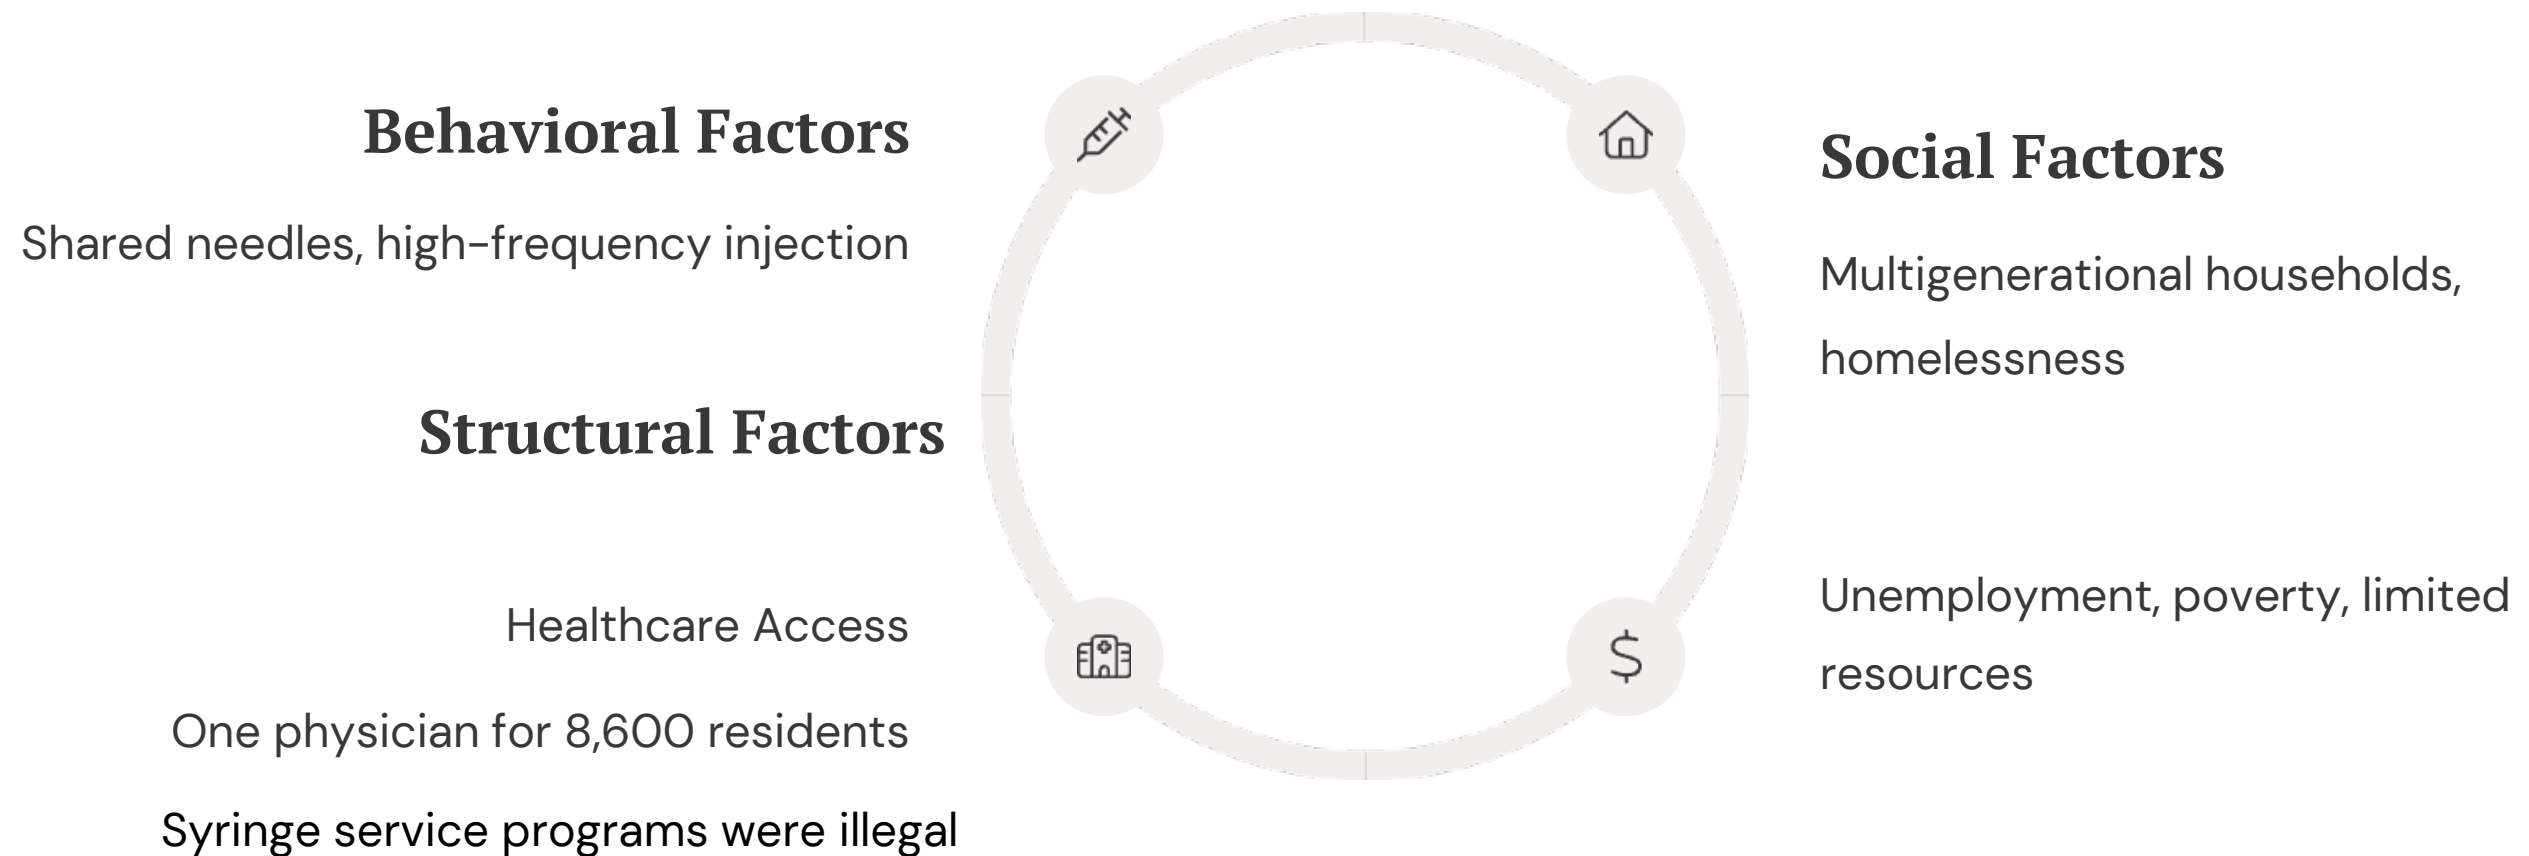 Behavioral Factors
Shared needles, high-frequency injection
Structural Factors
Healthcare Access
One physician for 8,600 residents
Syringe service programs were illegal
Social Factors
Multigenerational households,
homelessness
Unemployment, poverty, limited
resources
$